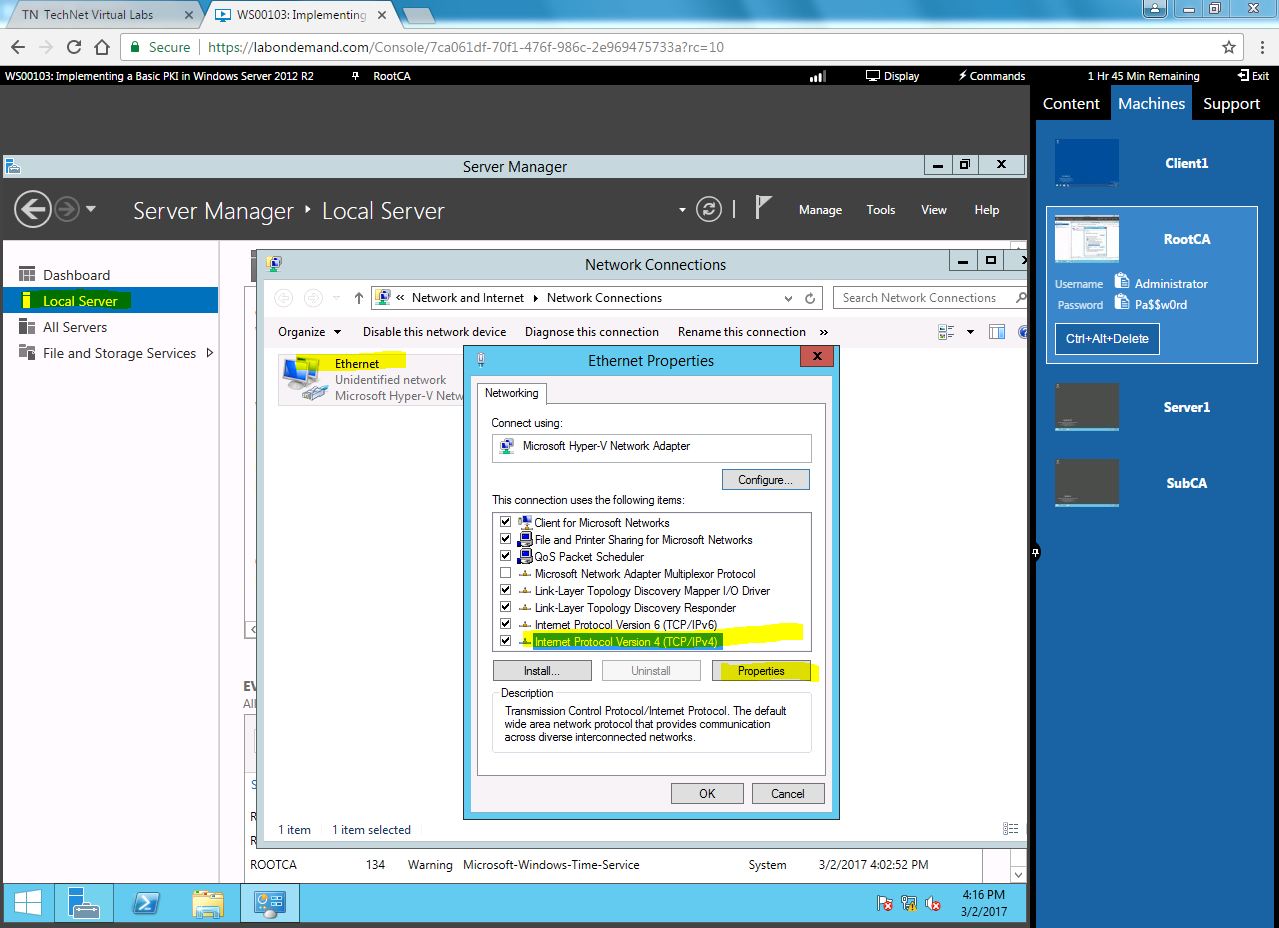 TN TechNet Virtual Labs
WS00103: Implementing
Secure
https://labondemand.com/Console/7ca061df-70f1-476f-986c-2e969475733a?rc=10
WS00103: Implementing a Basic PKI in Windows Server 2012 R2
RootCA
Display
Commands
1 Hr 45 Min Remaining
Exit
Content
Machines
Support
Server Manager
Server Manager
Local Server
Manage
Tools
View
Help
Dashboard
Local Server
All Servers
File and Storage Services
Network Connections
« Network and Internet
Network Connections
Search Network Connections
Organize
Disable this network device
Diagnose this connection
Rename this connection
»
Ethernet
Unidentified network
Microsoft Hyper-V Netw
Ethernet Properties
X
Networking
Connect using:
Microsoft Hyper-V Network Adapter
Configure...
This connection uses the following items:
Client for Microsoft Networks
File and Printer Sharing for Microsoft Networks
QoS Packet Scheduler
Microsoft Network Adapter Multiplexor Protocol
Link-Layer Topology Discovery Mapper I/O Driver
Link-Layer Topology Discovery Responder
Internet Protocol Version 6 (TCP/IPv6)
Internet Protocol Version 4 (TCP/IPv4)
Install...
Uninstall
Properties
Description
Transmission Control Protocol/Internet Protocol. The default
wide area network protocol that provides communication
across diverse interconnected networks.
OK
Cancel
EV
All
1 item
1 item selected
ROOTCA
134
Warning
Microsoft-Windows-Time-Service
System
3/2/2017 4:02:52 PM
4:16 PM
3/2/2017
Client1
RootCA
Username
Administrator
Password
Pa$$w0rd
Ctrl+Alt+Delete
Server1
SubCA